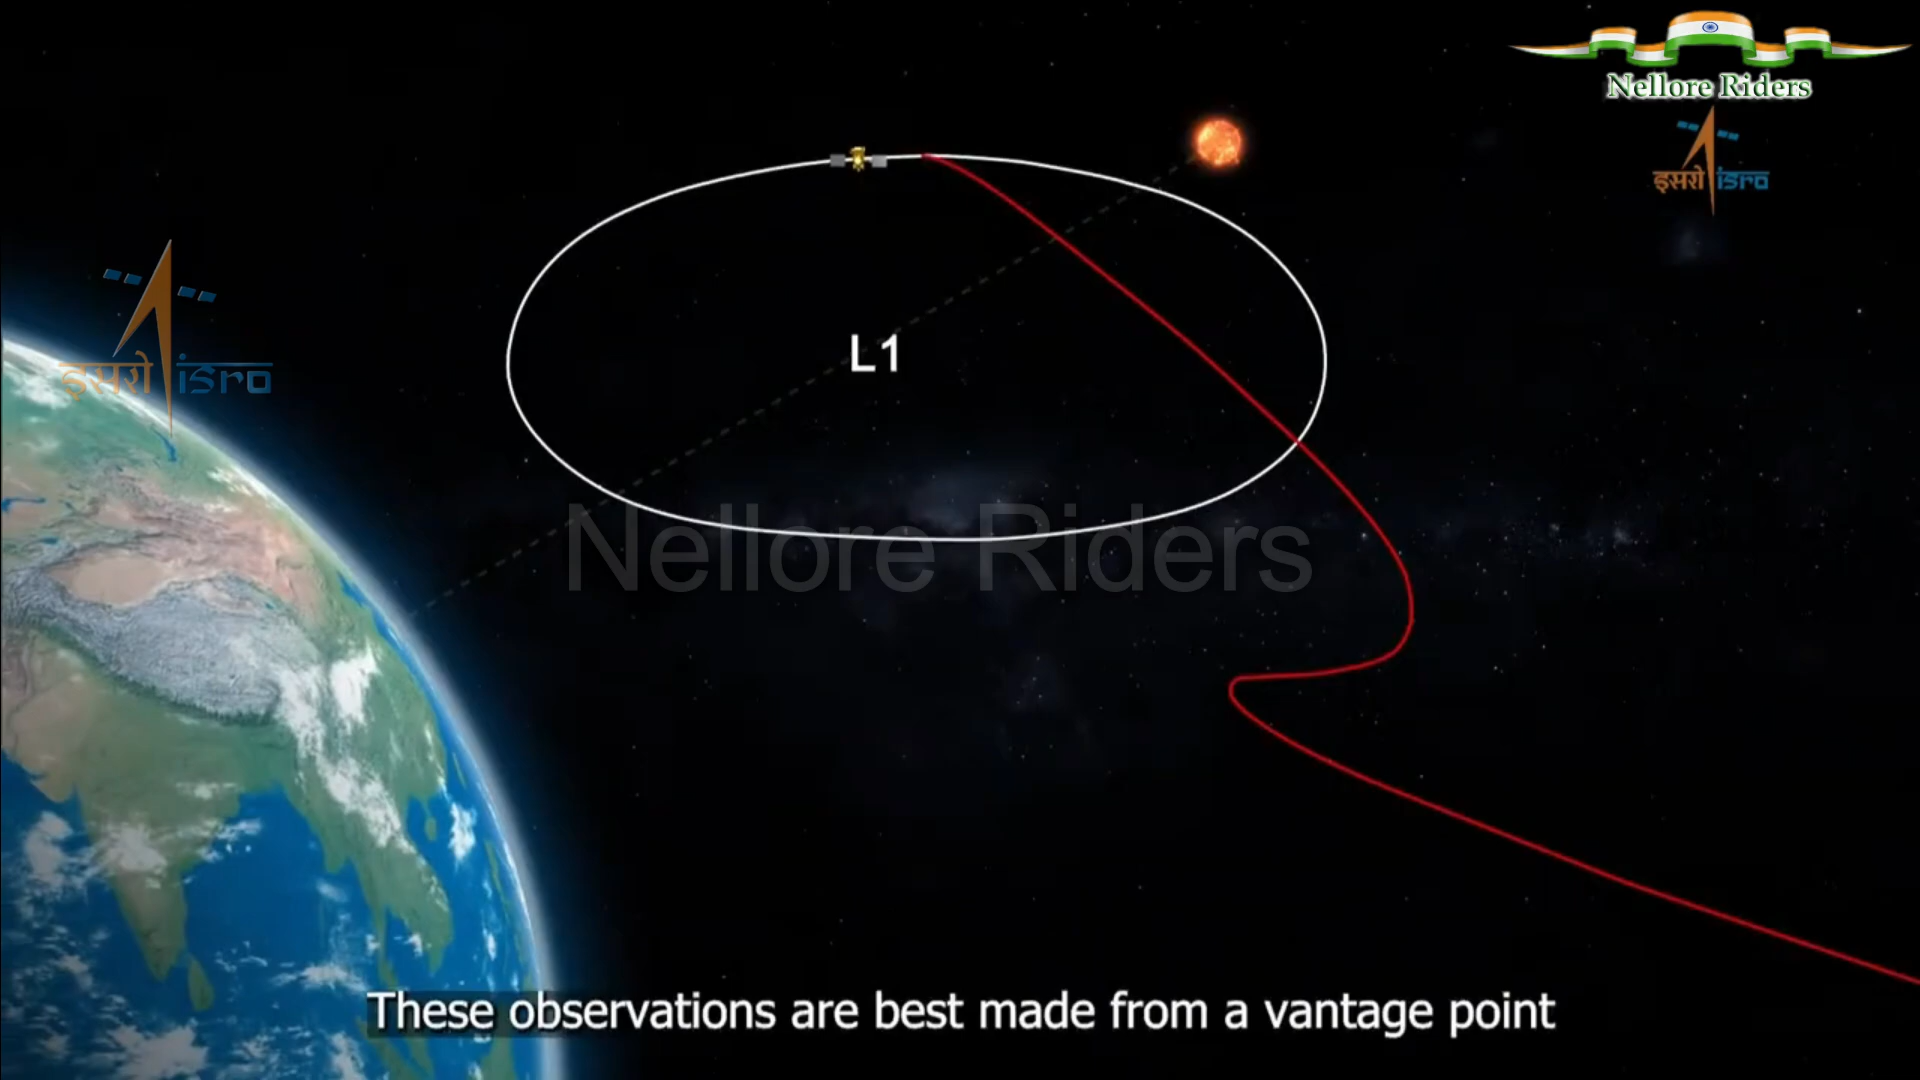 Nellore Riders
इसरो isro
इसरो isro
L1
Nellore Riders
These observations are best made from a vantage point